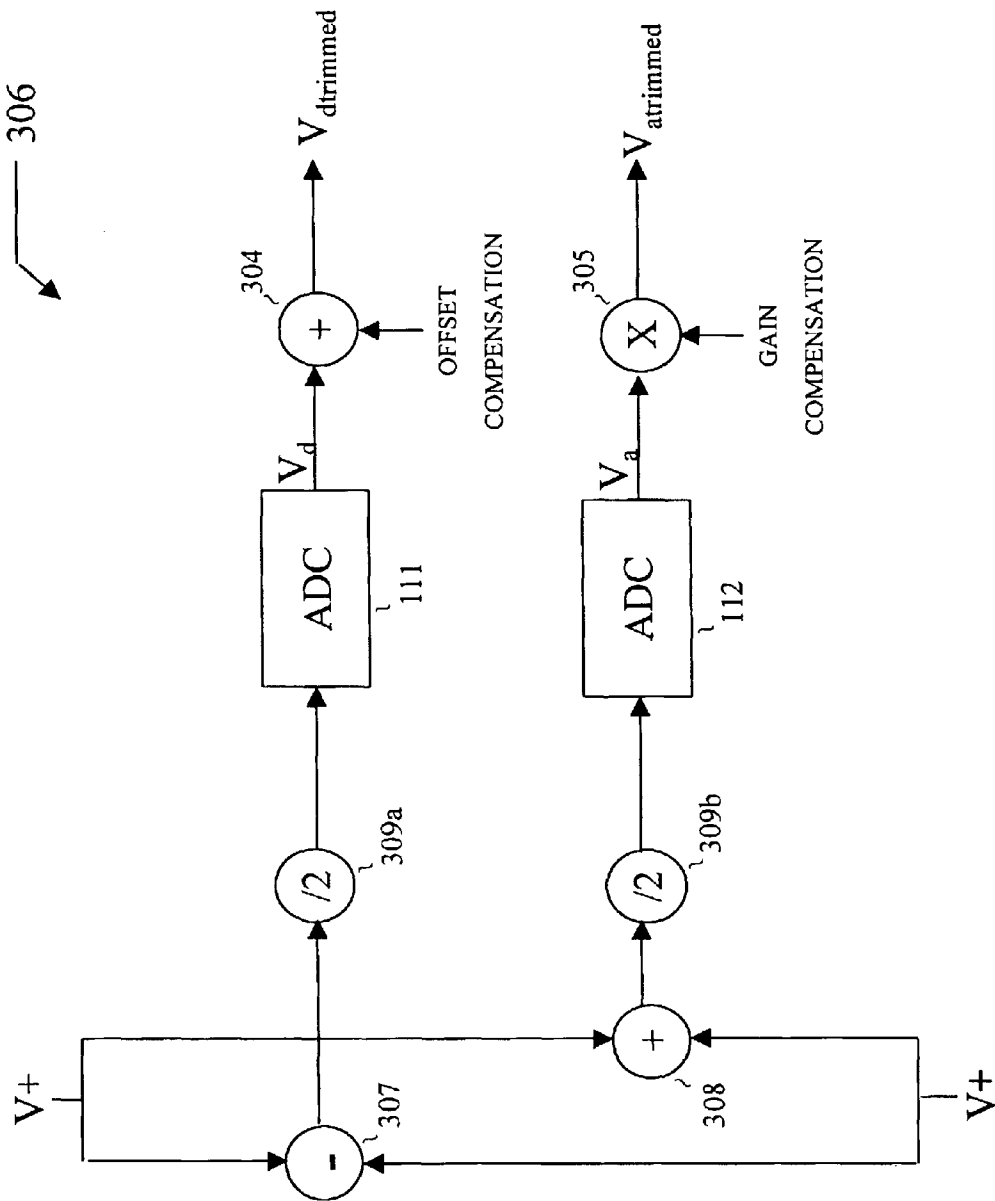 306
V+
-
307
/2
309a
ADC
111
V_d
+
304
OFFSET
COMPENSATION
V_dtrimmed
V+
+
308
/2
309b
ADC
112
V_a
X
305
GAIN
COMPENSATION
V_atrimmed